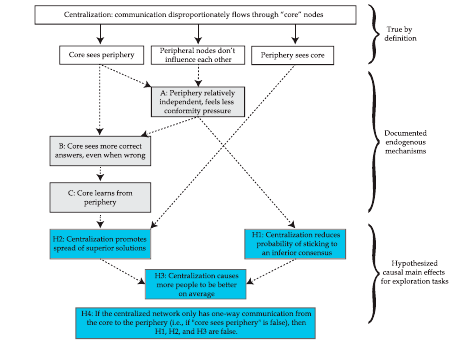 Centralization: communication disproportionately flows through "core" nodes
True by
definition
Core sees periphery
Peripheral nodes don't
influence each other
Periphery sees core
A: Periphery relatively
independent, feels less
conformity pressure
Documented
endogenous
mechanisms
B: Core sees more correct
answers, even when wrong
C: Core learns from
periphery
H2: Centralization promotes
spread of superior solutions
H1: Centralization reduces
probability of sticking to
an inferior consensus
Hypothesized
causal main effects
for exploration tasks
H3: Centralization causes
more people to be better
on average
H4: If the centralized network only has one-way communication
from the core to the periphery (i.e., if "core sees periphery" is false), then
H1, H2, and H3 are false.